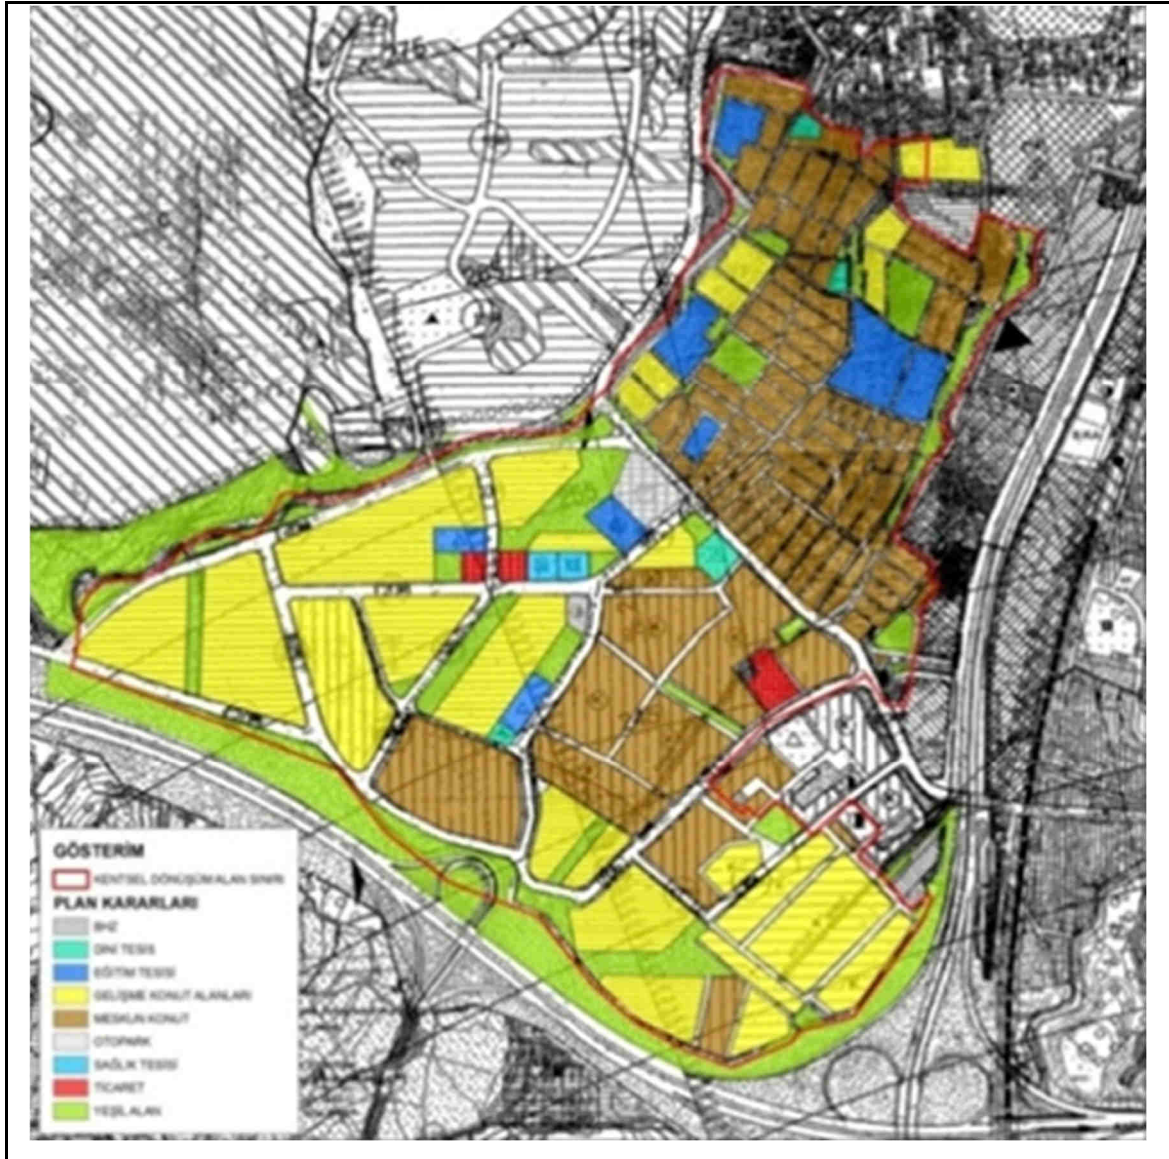 GÖSTERİM
KENTSEL DÖNÜŞÜM ALAN SINIRI
PLAN KARARLARI
BHZ
DİNİ TESİS
EĞİTİM TESİSİ
GELİŞME KONUT ALANLARI
MESKUN KONUT
OTOPARK
SAĞLIK TESİSİ
TİCARET
YEŞİL ALAN